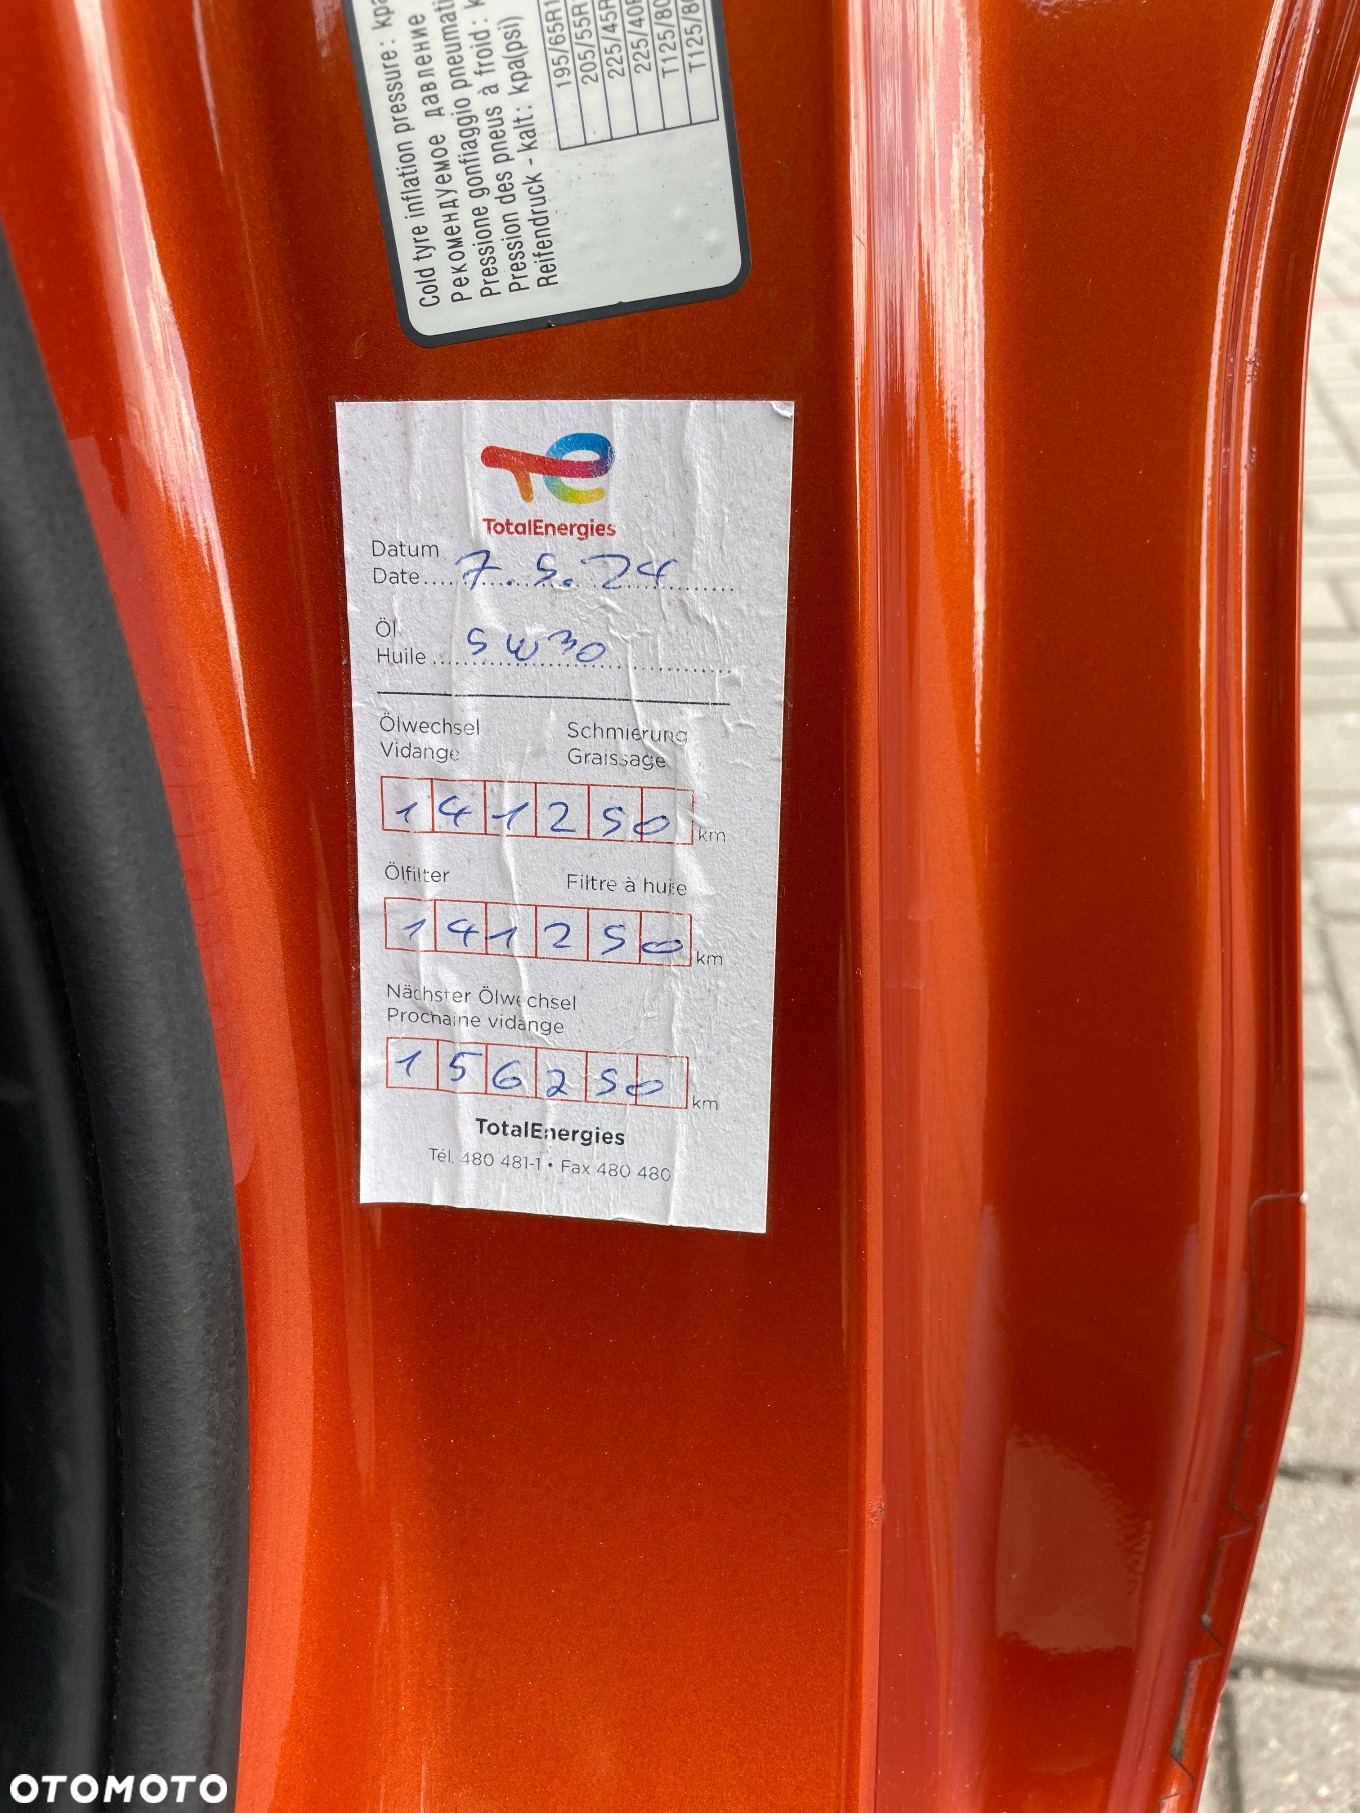 Cold tyre inflation pressure: kpa
Рекомендуемое давление
Pressione gonfiaggio pneumati
Pression des pneus à froid: k
Reifendruck - kalt: kpa(psi)
195/65R1
205/55R1
225/45R
225/40R
T125/80
T125/80
TotalEnergies
Datum
Date 7.5.24
Öl
Huile 5W30
Ölwechsel Schmierung
Vidange Graissage
141250 km
Ölfilter Filtre à huile
141250 km
Nächster Ölwechsel
Prochaine vidange
156250 km
TotalEnergies
Tél. 480 481-1 • Fax 480 480
OTOMOTO